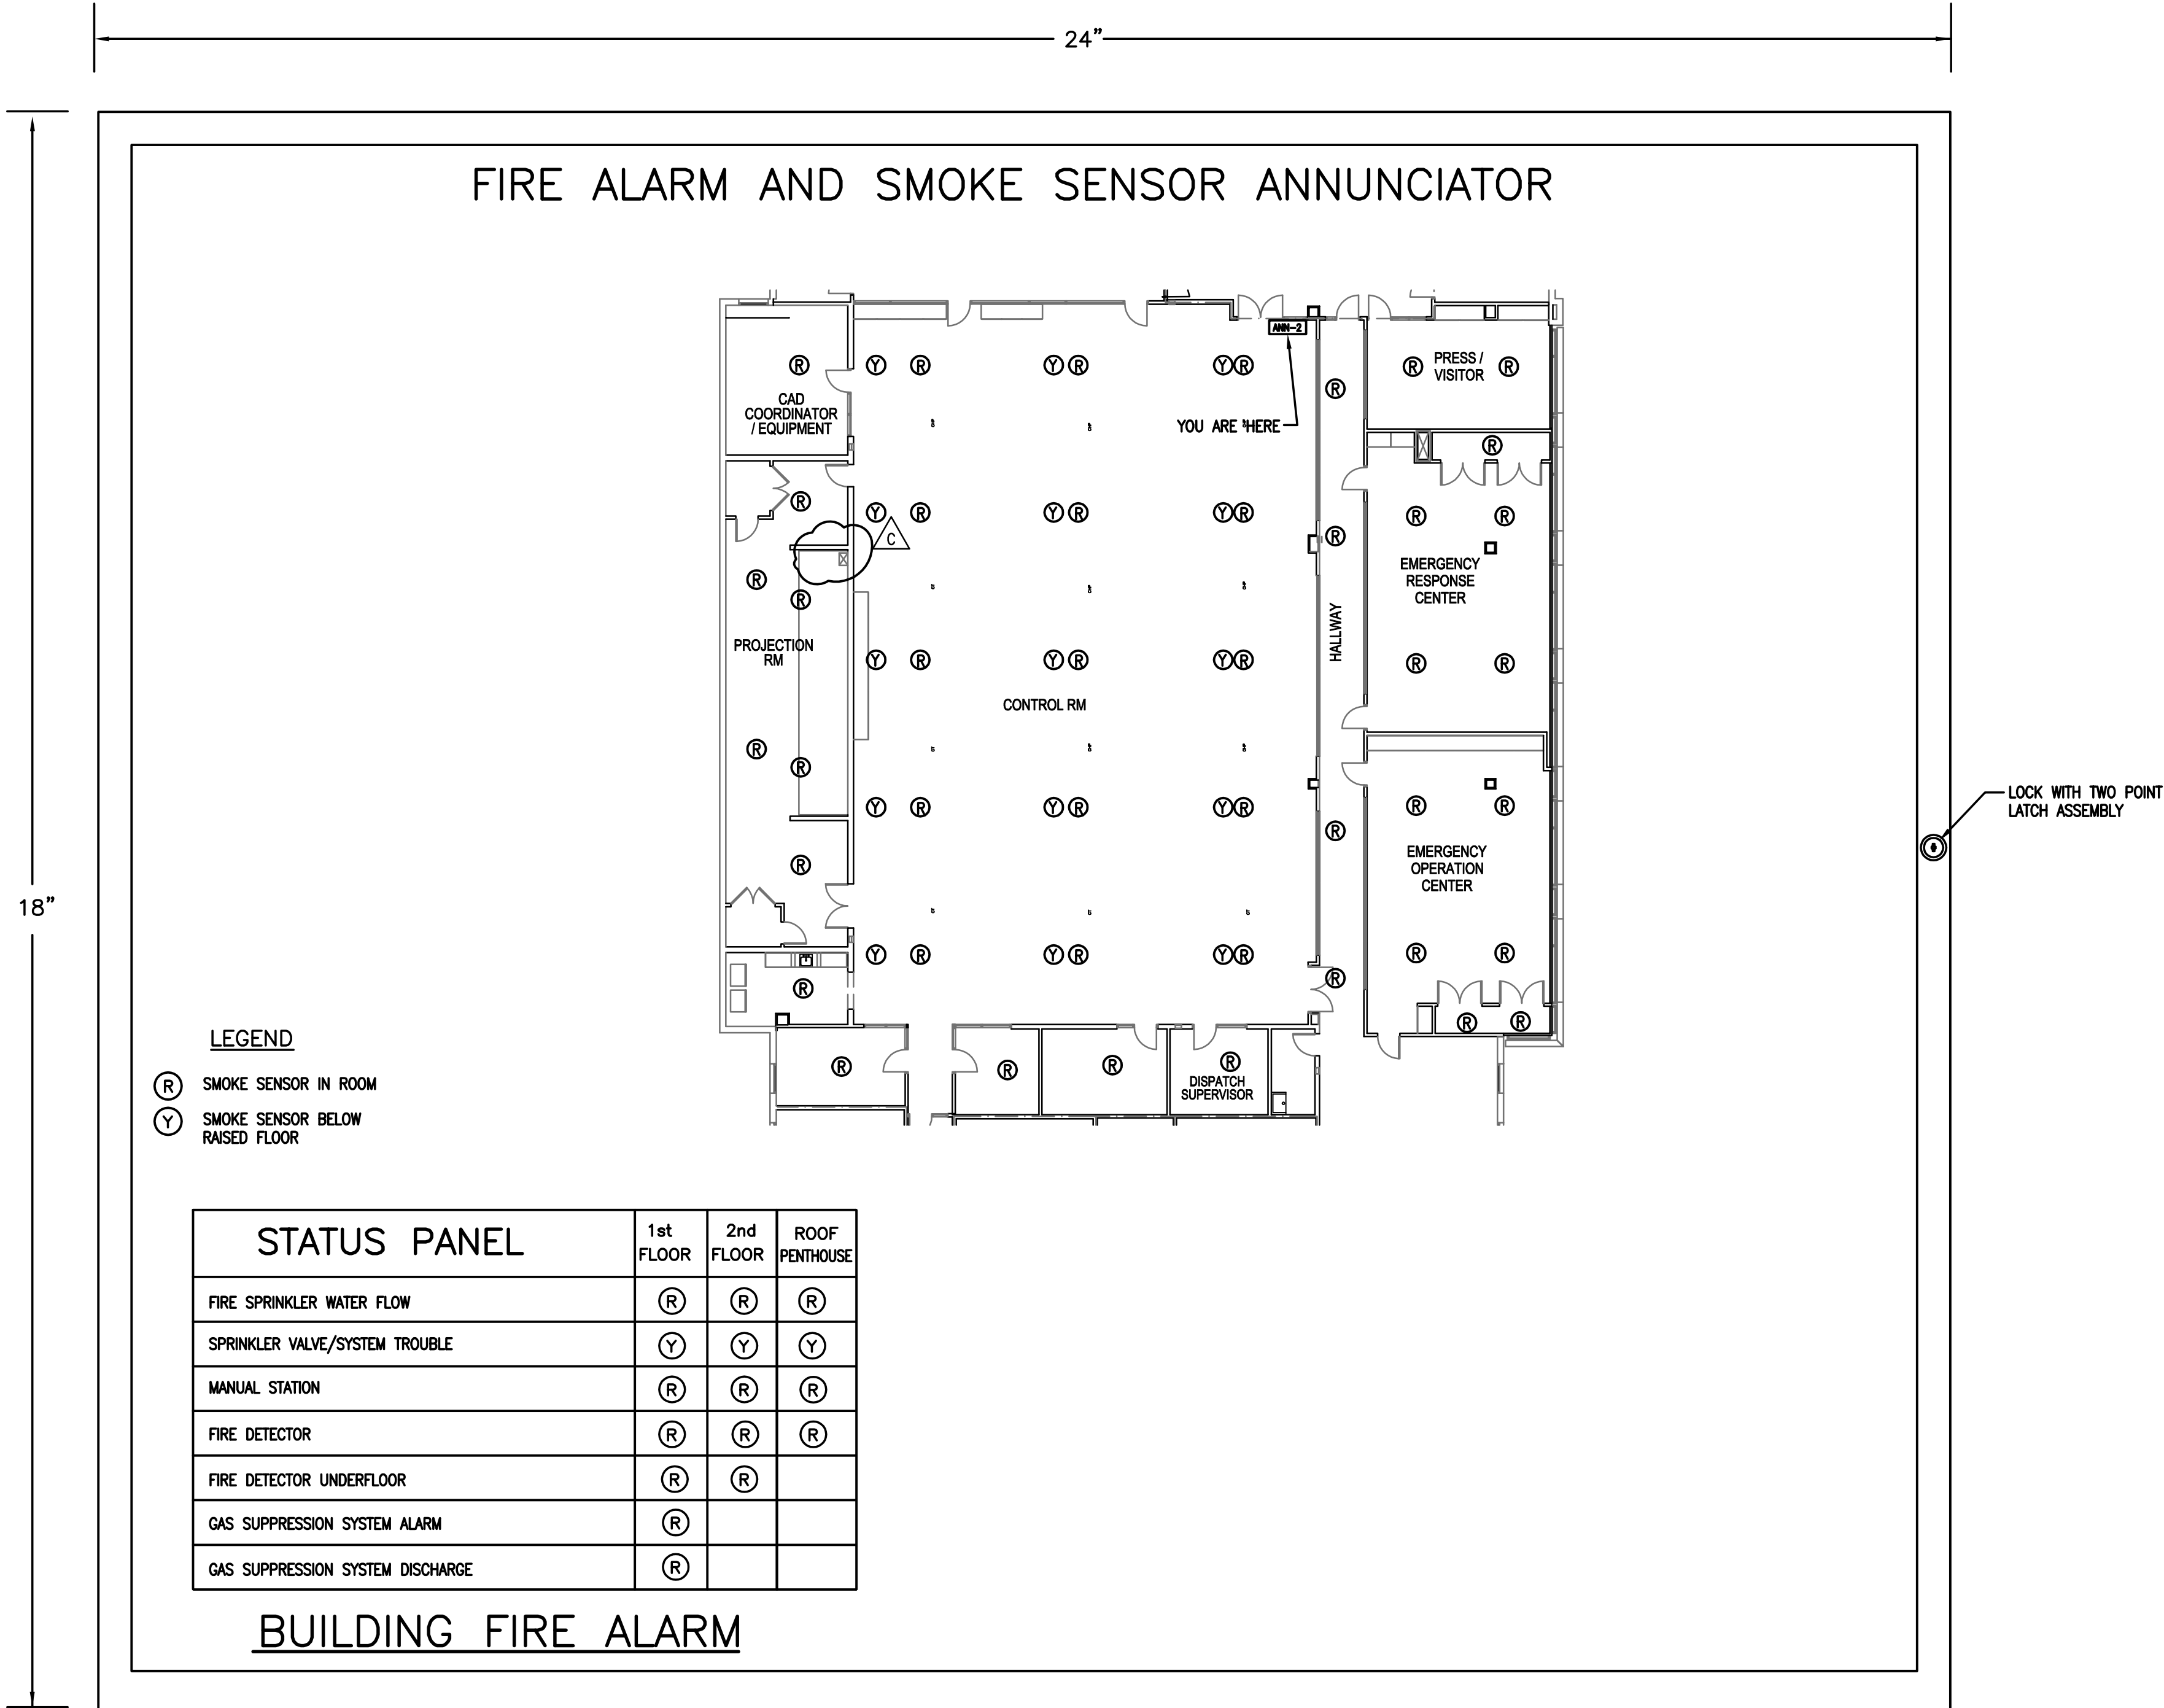 24"
FIRE ALARM AND SMOKE SENSOR ANNUNCIATOR
ANN-2
R
Y R
Y R
Y R
PRESS /
VISITOR
R
R
R
CAD
COORDINATOR
/ EQUIPMENT
YOU ARE HERE
R
R
Y R
Y R
Y R
R
R
C
R
EMERGENCY
RESPONSE
CENTER
R
R
HALLWAY
PROJECTION
RM
Y R
Y R
Y R
R
R
CONTROL RM
R
R
Y R
Y R
Y R
R
R
R
LOCK WITH TWO POINT
LATCH ASSEMBLY
EMERGENCY
OPERATION
CENTER
R
18"
Y R
Y R
Y R
R
R
R
R
R
R
R
R
R
R
DISPATCH
SUPERVISOR
LEGEND
R SMOKE SENSOR IN ROOM
Y SMOKE SENSOR BELOW
RAISED FLOOR
STATUS PANEL 1st FLOOR 2nd FLOOR ROOF PENTHOUSE
FIRE SPRINKLER WATER FLOW R R R
SPRINKLER VALVE/SYSTEM TROUBLE Y Y Y
MANUAL STATION R R R
FIRE DETECTOR R R R
FIRE DETECTOR UNDERFLOOR R R
GAS SUPPRESSION SYSTEM ALARM R
GAS SUPPRESSION SYSTEM DISCHARGE R
BUILDING FIRE ALARM